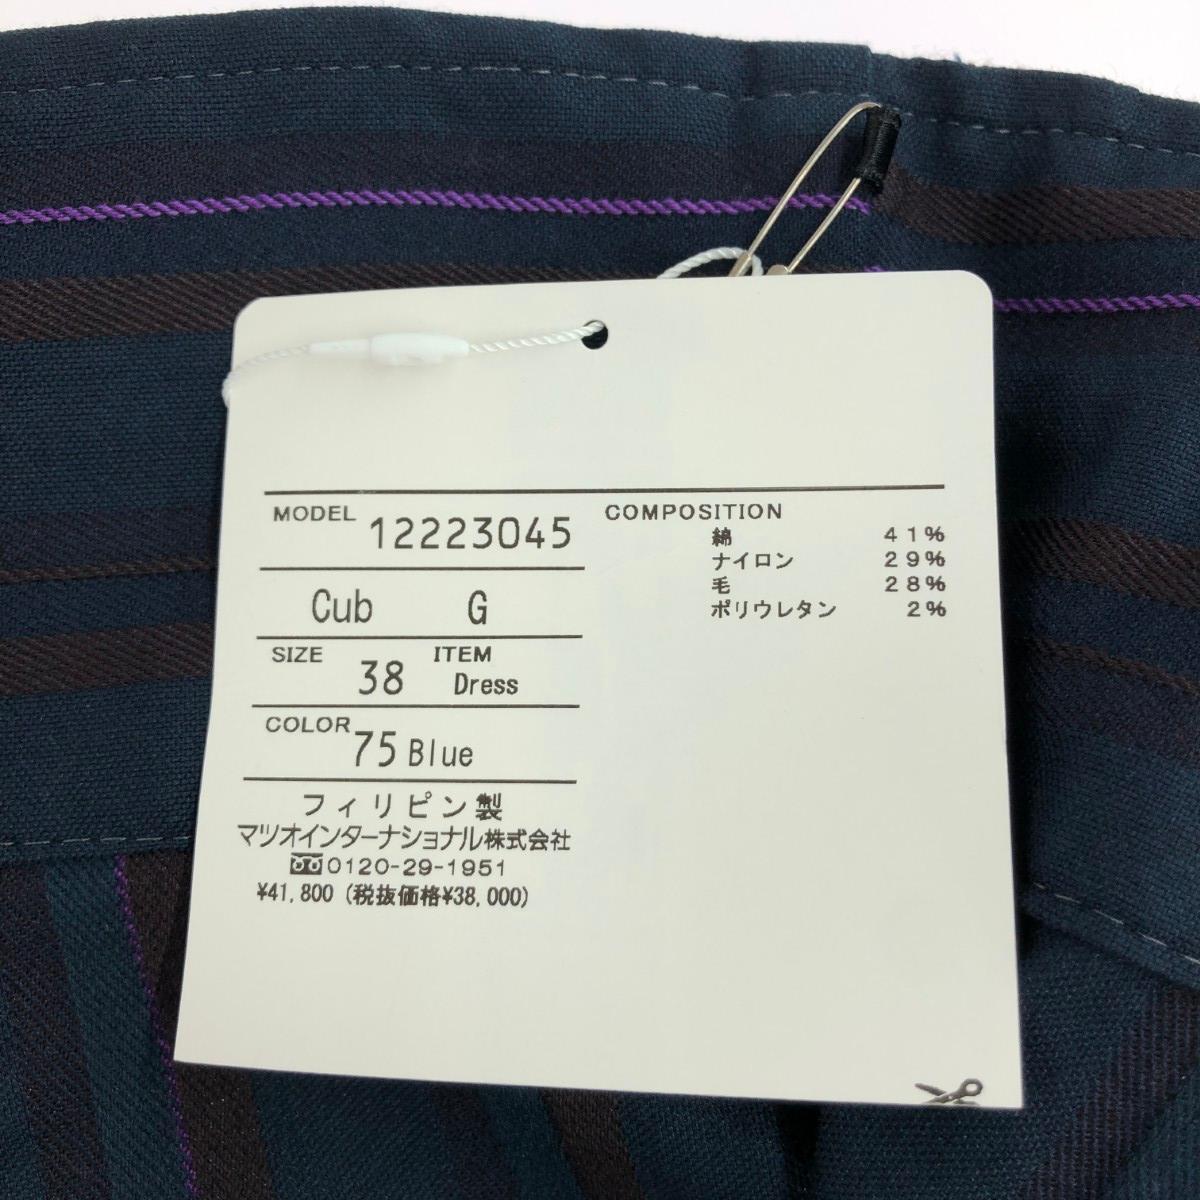 MODEL 12223045
Cub G
SIZE 38 ITEM Dress
COLOR 75 Blue
フィリピン製
マツオインターナショナル株式会社
0120-29-1951
¥41,800 (税抜価格¥38,000)
COMPOSITION
綿 41%
ナイロン 29%
毛 28%
ポリウレタン 2%